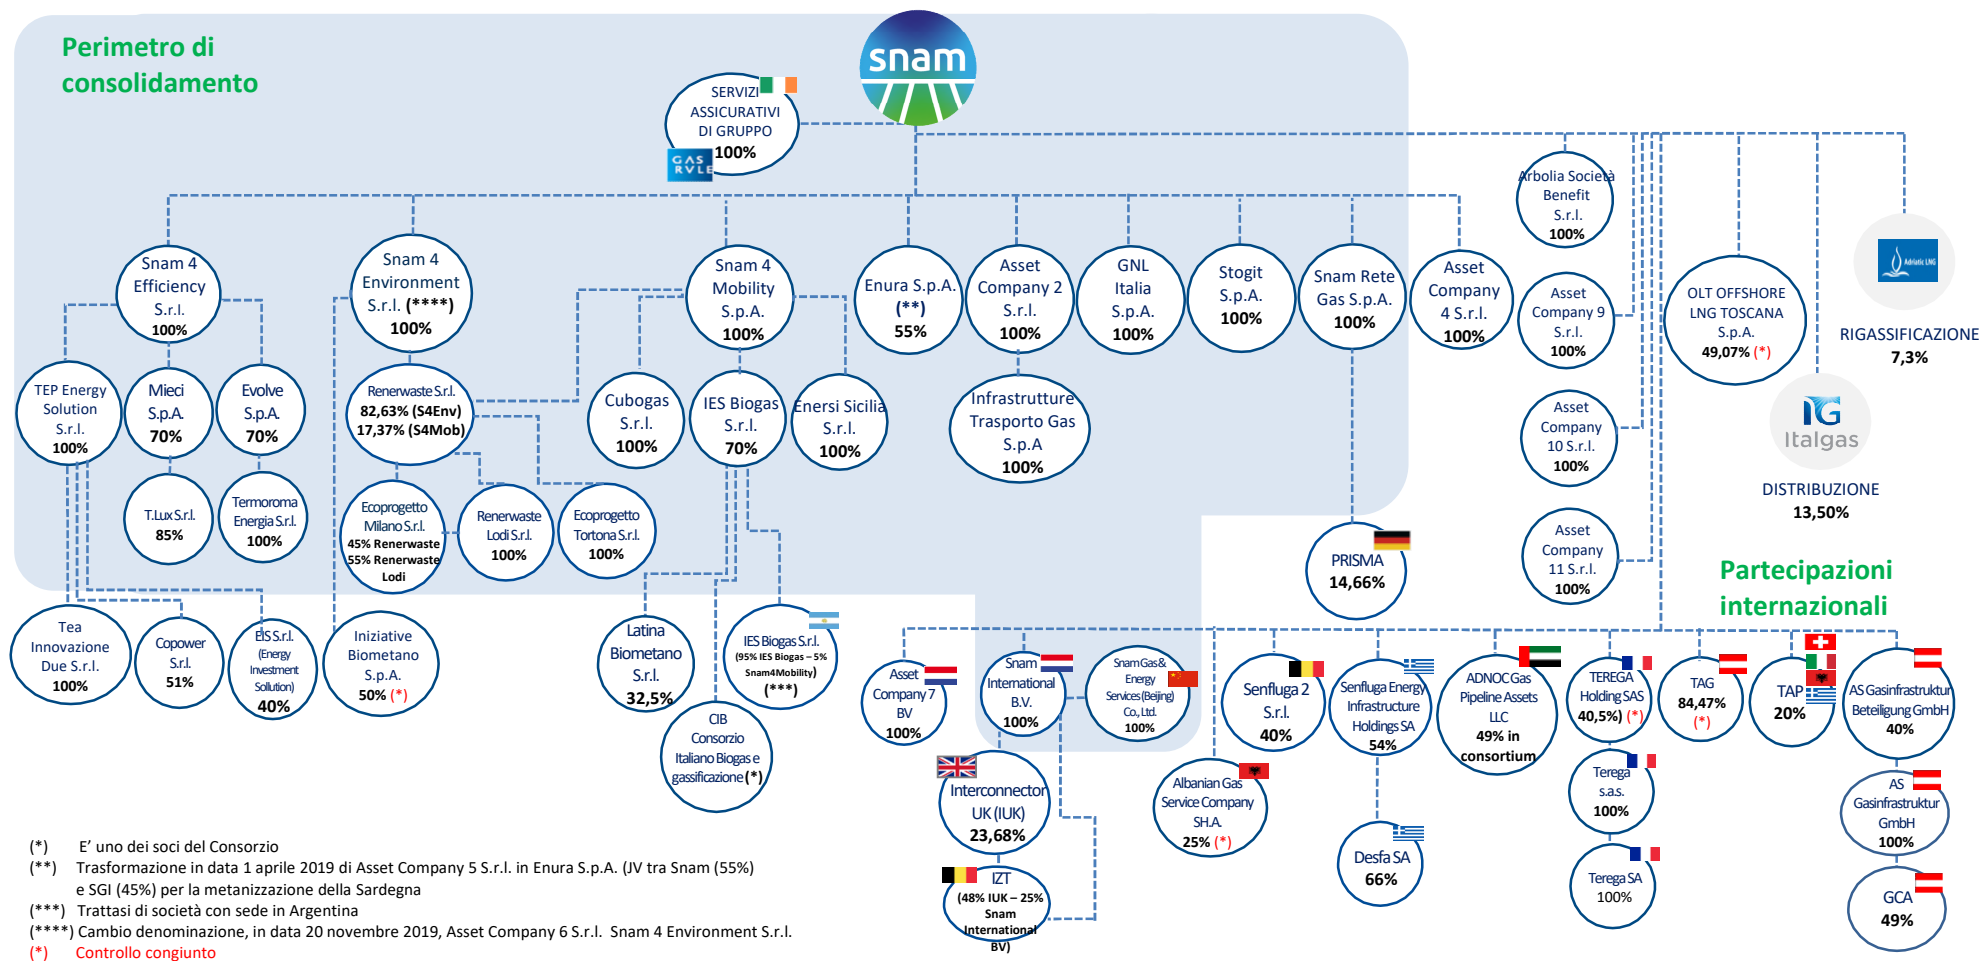 Perimetro di
consolidamento
snam
SERVIZI
ASSICURATIVI
DI GRUPPO
100%
GAS
RVLE
Snam 4
Efficiency
S.r.l.
100%
Snam 4
Environment
S.r.l. (****)
100%
Snam 4
Mobility
S.p.A.
100%
Enura S.p.A.
(**)
55%
Asset
Company 2
S.r.l.
100%
GNL
Italia
S.p.A.
100%
Stogit
S.p.A.
100%
Snam Rete
Gas S.p.A.
100%
Asset
Company
4 S.r.l.
100%
Arbolia Società
Benefit
S.r.l.
100%
Asset
Company 9
S.r.l.
100%
Asset
Company
10 S.r.l.
100%
Asset
Company
11 S.r.l.
100%
OLT OFFSHORE
LNG TOSCANA
S.p.A.
49,07% (*)
Adriatic LNG
RIGASSIFICAZIONE
7,3%
IG
Italgas
DISTRIBUZIONE
13,50%
TEP Energy
Solution
S.r.l.
100%
Mieci
S.p.A.
70%
Evolve
S.p.A.
70%
Renerwaste S.r.l.
82,63% (S4Env)
17,37% (S4Mob)
Cubogas
S.r.l.
100%
IES Biogas
S.r.l.
70%
Enersi Sicilia
S.r.l.
100%
Infrastrutture
Trasporto Gas
S.p.A
100%
T.Lux S.r.l.
85%
Termoroma
Energia S.r.l.
100%
Ecoprogetto
Milano S.r.l.
45% Renerwaste
55% Renerwaste
Lodi
Renerwaste
Lodi S.r.l.
100%
Ecoprogetto
Tortona S.r.l.
100%
PRISMA
14,66%
Partecipazioni
internazionali
Tea
Innovazione
Due S.r.l.
100%
Copower
S.r.l.
51%
EIS S.r.l.
(Energy
Investment
Sollution)
40%
Iniziative
Biometano
S.p.A.
50% (*)
Latina
Biometano
S.r.l.
32,5%
IES Biogas S.r.l.
(95% IES Biogas – 5%
Snam4Mobility)
(***)
CIB
Consorzio
Italiano Biogas e
gassificazione (*)
Asset
Company 7
BV
100%
Snam
International
B.V.
100%
Snam Gas &
Energy
Services (Beijing)
Co., Ltd.
100%
Senfluga 2
S.r.l.
40%
Senfluga Energy
Infrastructure
Holdings SA
54%
ADNOC Gas
Pipeline Assets
LLC
49% in
consortium
TEREGA
Holding SAS
40,5%) (*)
TAG
84,47%
(*)
TAP
20%
AS Gasinfrastruktur
Beteiligung GmbH
40%
Interconnector
UK (IUK)
23,68%
Albanian Gas
Service Company
SH.A.
25% (*)
Terega
s.a.s.
100%
AS
Gasinfrastruktur
GmbH
100%
Desfa SA
66%
Terega SA
100%
IZT
(48% IUK – 25%
Snam
International
BV)
GCA
49%
(*) E' uno dei soci del Consorzio
(**) Trasformazione in data 1 aprile 2019 di Asset Company 5 S.r.l. in Enura S.p.A. (JV tra Snam (55%)
e SGI (45%) per la metanizzazione della Sardegna
(***) Trattasi di società con sede in Argentina
(****) Cambio denominazione, in data 20 novembre 2019, Asset Company 6 S.r.l. Snam 4 Environment S.r.l.
(*) Controllo congiunto